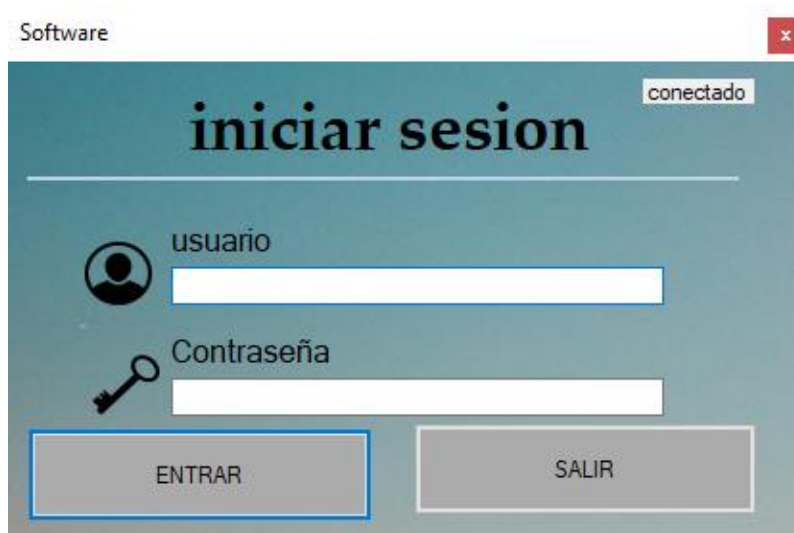 Software
x
conectado
iniciar sesion
usuario
Contraseña
ENTRAR
SALIR